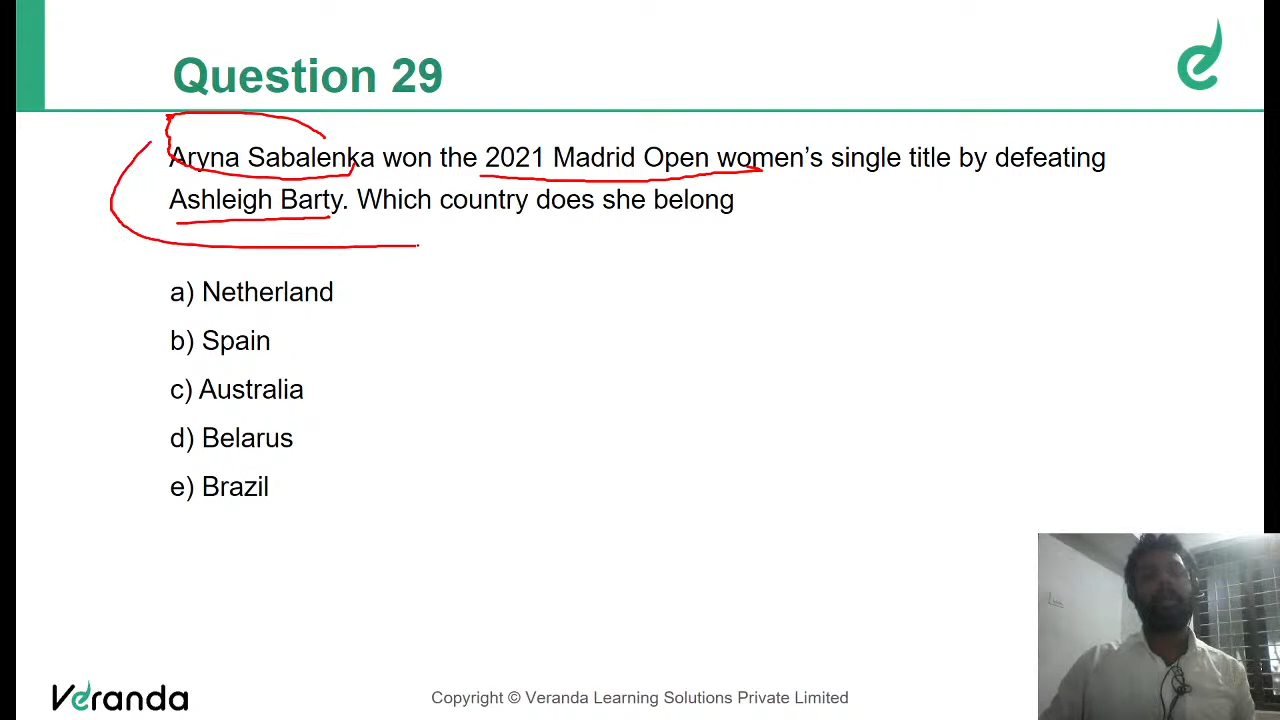 Question 29
Aryna Sabalenka won the 2021 Madrid Open women’s single title by defeating
Ashleigh Barty. Which country does she belong
a) Netherland
b) Spain
c) Australia
d) Belarus
e) Brazil
Veranda
Copyright © Veranda Learning Solutions Private Limited